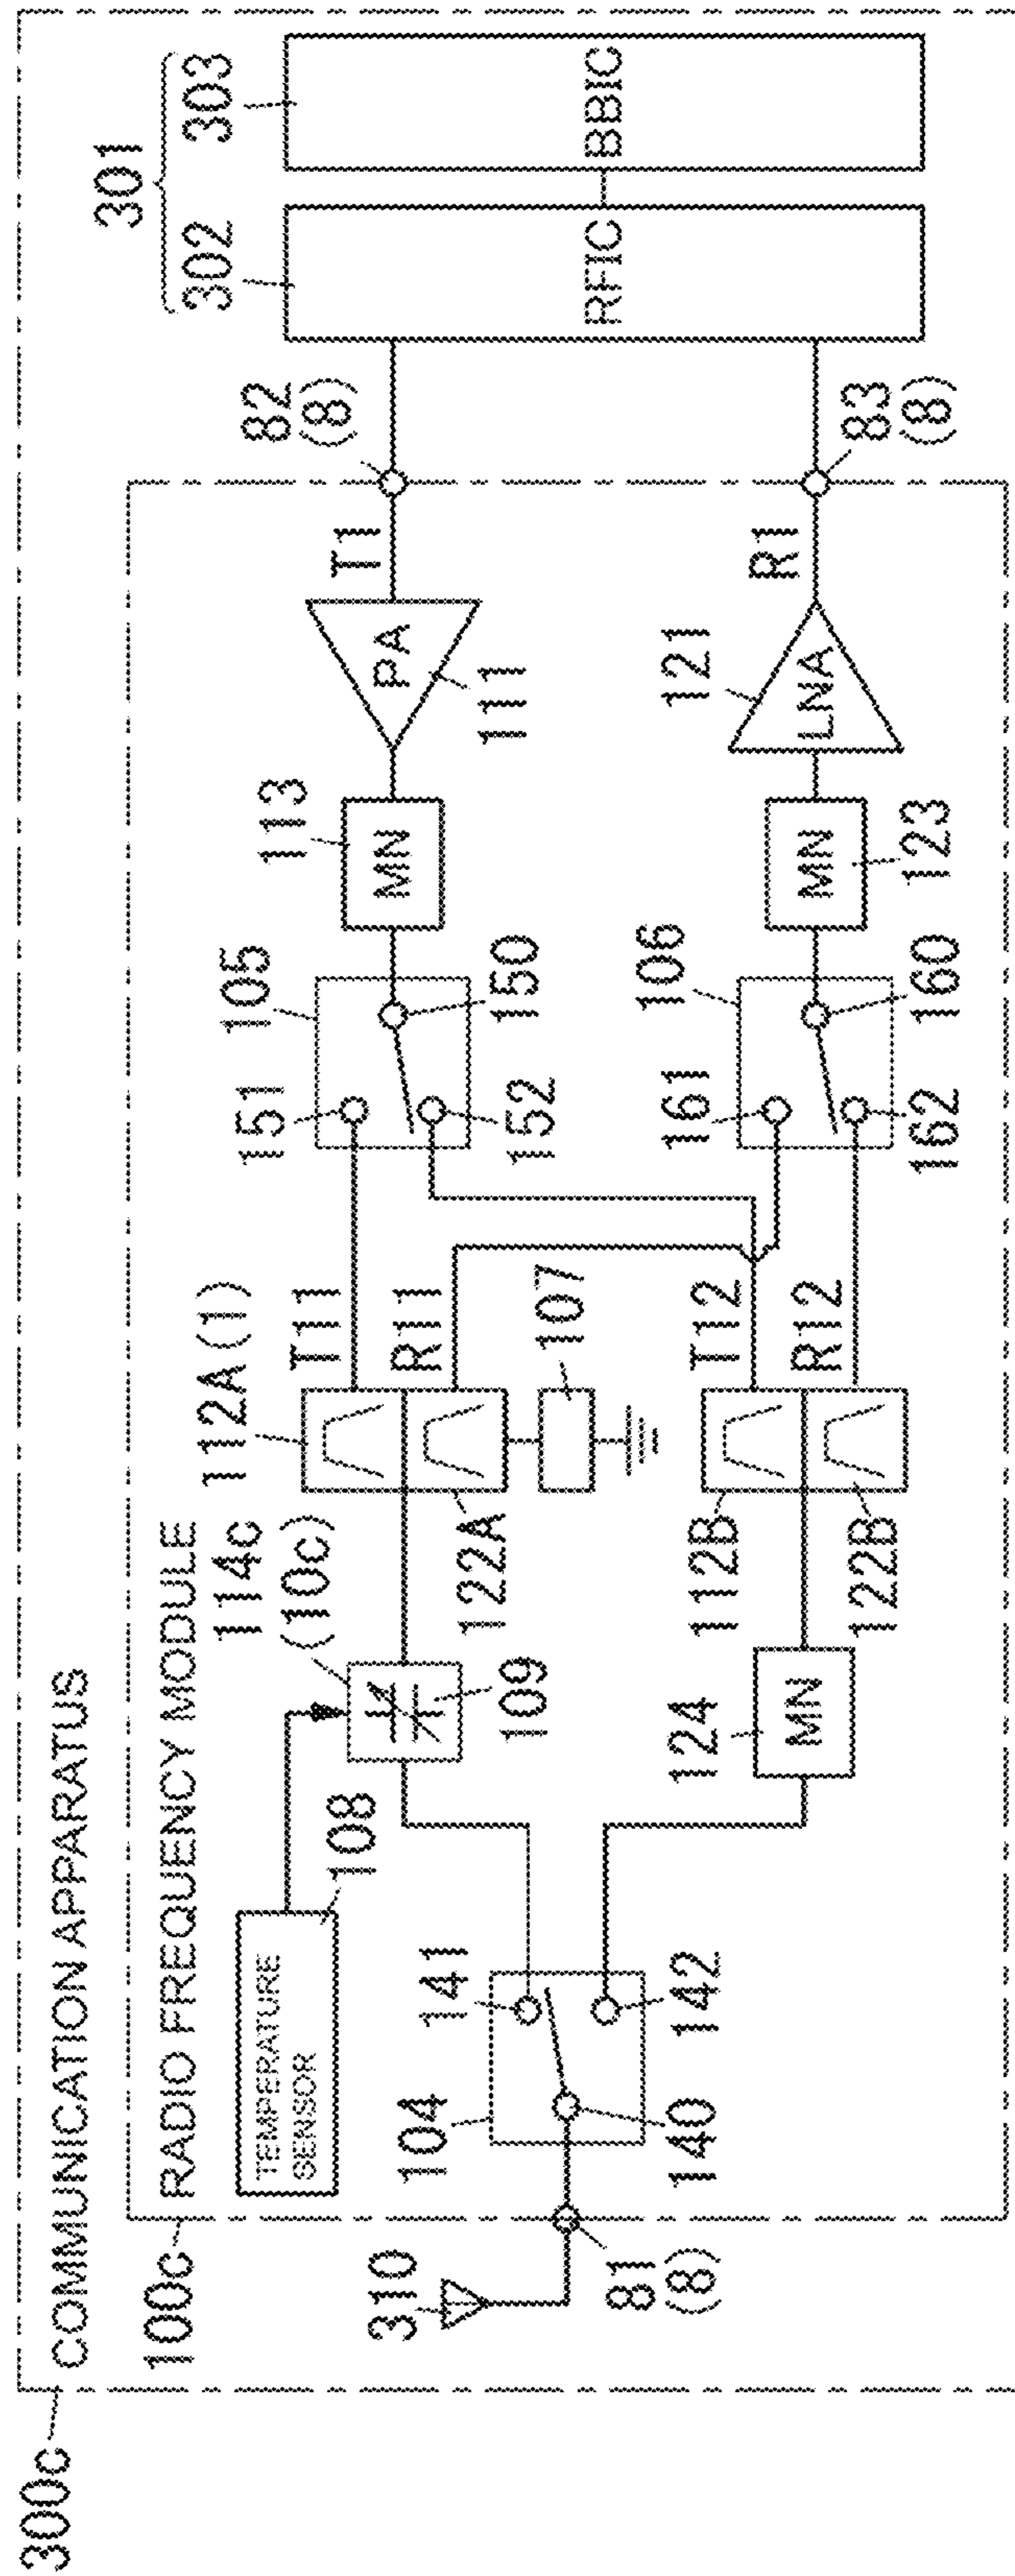 300c
COMMUNICATION APPARATUS
100c
RADIO FREQUENCY MODULE
301
302
303
TEMPERATURE
SENSOR
108
114c
(10c)
109
112A(1)
T11
R11
122A
107
151
105
150
152
113
MN
PA
111
T1
82
(8)
RFIC
BBIC
310
81
(8)
104
140
141
142
124
MN
112B
122B
T12
R12
161
106
160
162
MN
123
121
LNA
R1
83
(8)